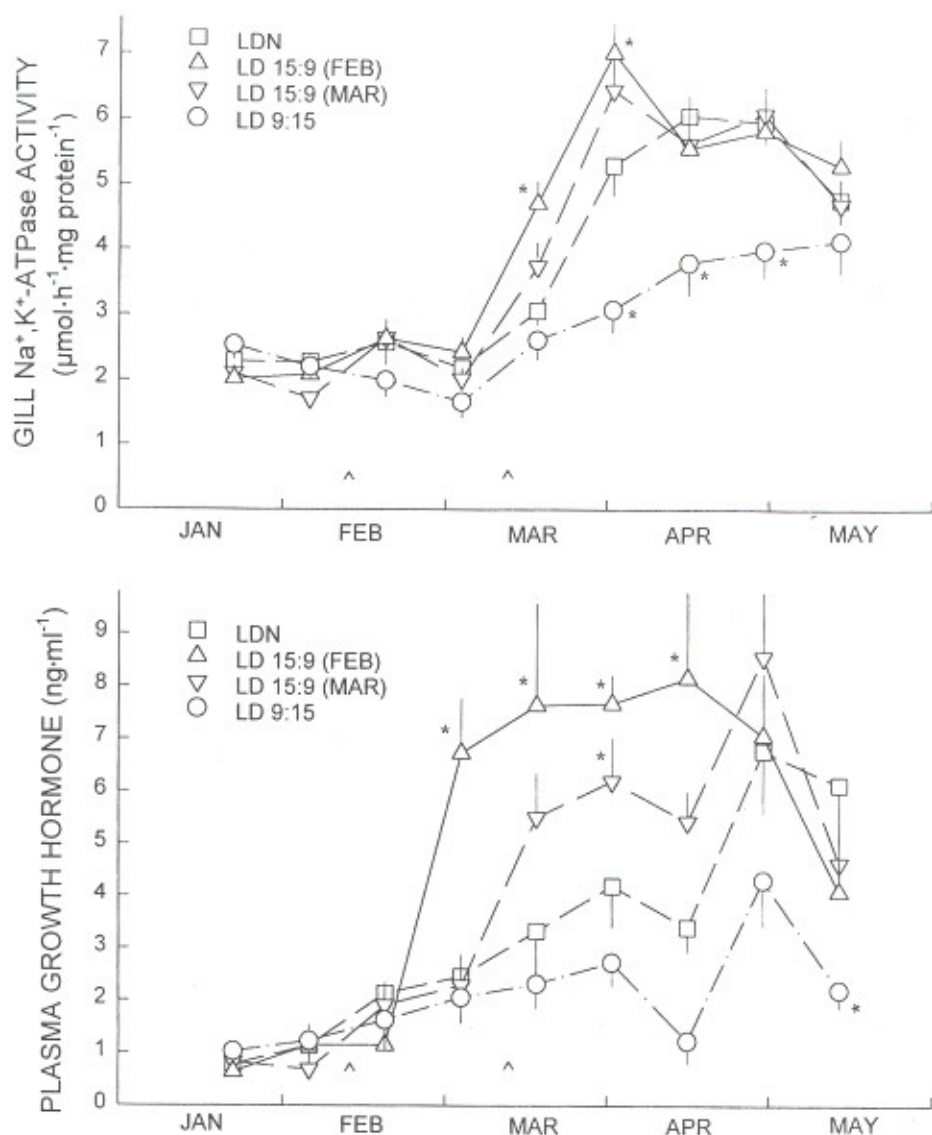 GILL Na⁺,K⁺-ATPase ACTIVITY
(µmol·h⁻¹·mg protein⁻¹)
7
6
5
4
3
2
1
0
LDN
LD 15:9 (FEB)
LD 15:9 (MAR)
LD 9:15
*
*
*
*
*
^
^
JAN
FEB
MAR
APR
MAY
PLASMA GROWTH HORMONE (ng·ml⁻¹)
9
8
7
6
5
4
3
2
1
0
LDN
LD 15:9 (FEB)
LD 15:9 (MAR)
LD 9:15
*
*
*
*
*
*
^
^
JAN
FEB
MAR
APR
MAY